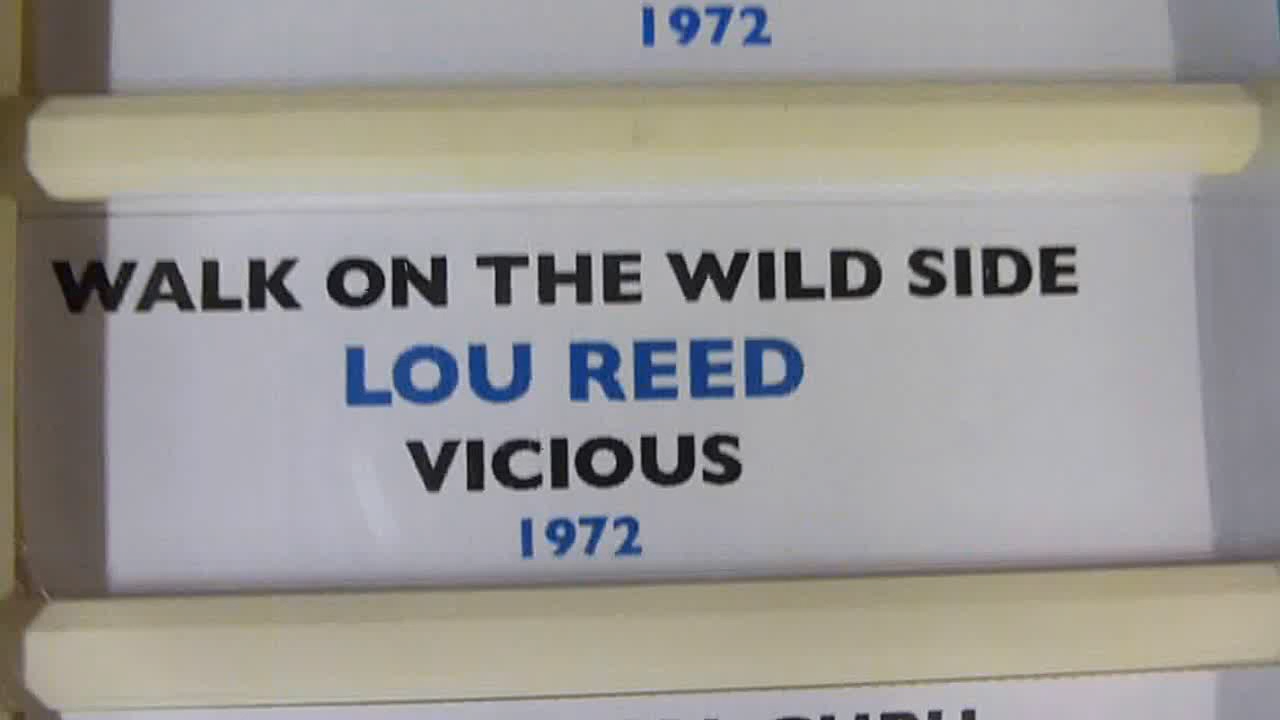 1972
WALK ON THE WILD SIDE
LOU REED
VICIOUS
1972